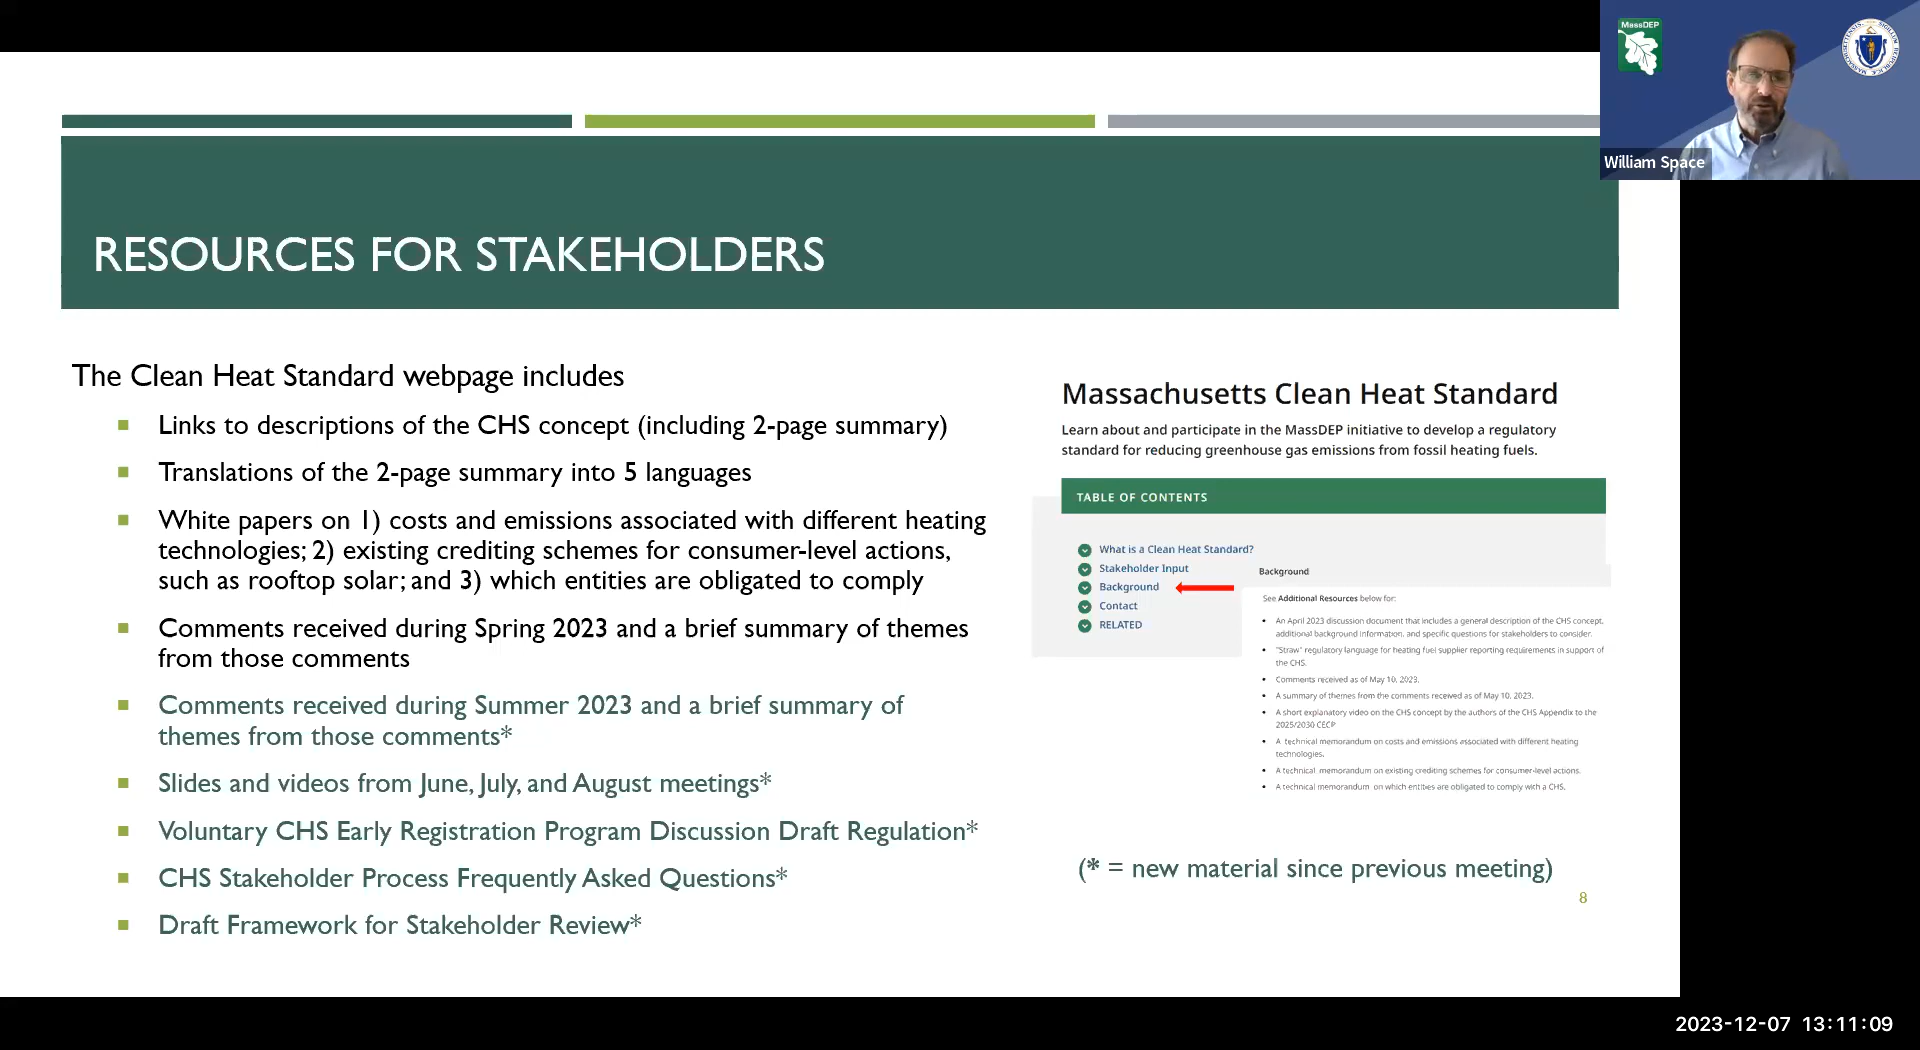 MassDEP
William Space
RESOURCES FOR STAKEHOLDERS
The Clean Heat Standard webpage includes
Links to descriptions of the CHS concept (including 2-page summary)
Translations of the 2-page summary into 5 languages
White papers on 1) costs and emissions associated with different heating
technologies; 2) existing crediting schemes for consumer-level actions,
such as rooftop solar; and 3) which entities are obligated to comply
Comments received during Spring 2023 and a brief summary of themes
from those comments
Comments received during Summer 2023 and a brief summary of
themes from those comments*
Slides and videos from June, July, and August meetings*
Voluntary CHS Early Registration Program Discussion Draft Regulation*
CHS Stakeholder Process Frequently Asked Questions*
Draft Framework for Stakeholder Review*
Massachusetts Clean Heat Standard
Learn about and participate in the MassDEP initiative to develop a regulatory
standard for reducing greenhouse gas emissions from fossil heating fuels.
TABLE OF CONTENTS
What is a Clean Heat Standard?
Stakeholder Input
Background
Contact
RELATED
Background
See Additional Resources below for:
An April 2023 discussion document that includes a general description of the CHS concept,
additional background information, and specific questions for stakeholders to consider.
"Straw" regulatory language for heating fuel supplier reporting requirements in support of
the CHS.
Comments received as of May 10, 2023.
A summary of themes from the comments received as of May 10, 2023.
A short explanatory video on the CHS concept by the authors of the CHS Appendix to the
2025/2030 CECP
A technical memorandum on costs and emissions associated with different heating
technologies.
A technical memorandum on existing crediting schemes for consumer-level actions.
A technical memorandum on which entities are obligated to comply with a CHS.
(* = new material since previous meeting)
8
2023-12-07 13:11:09